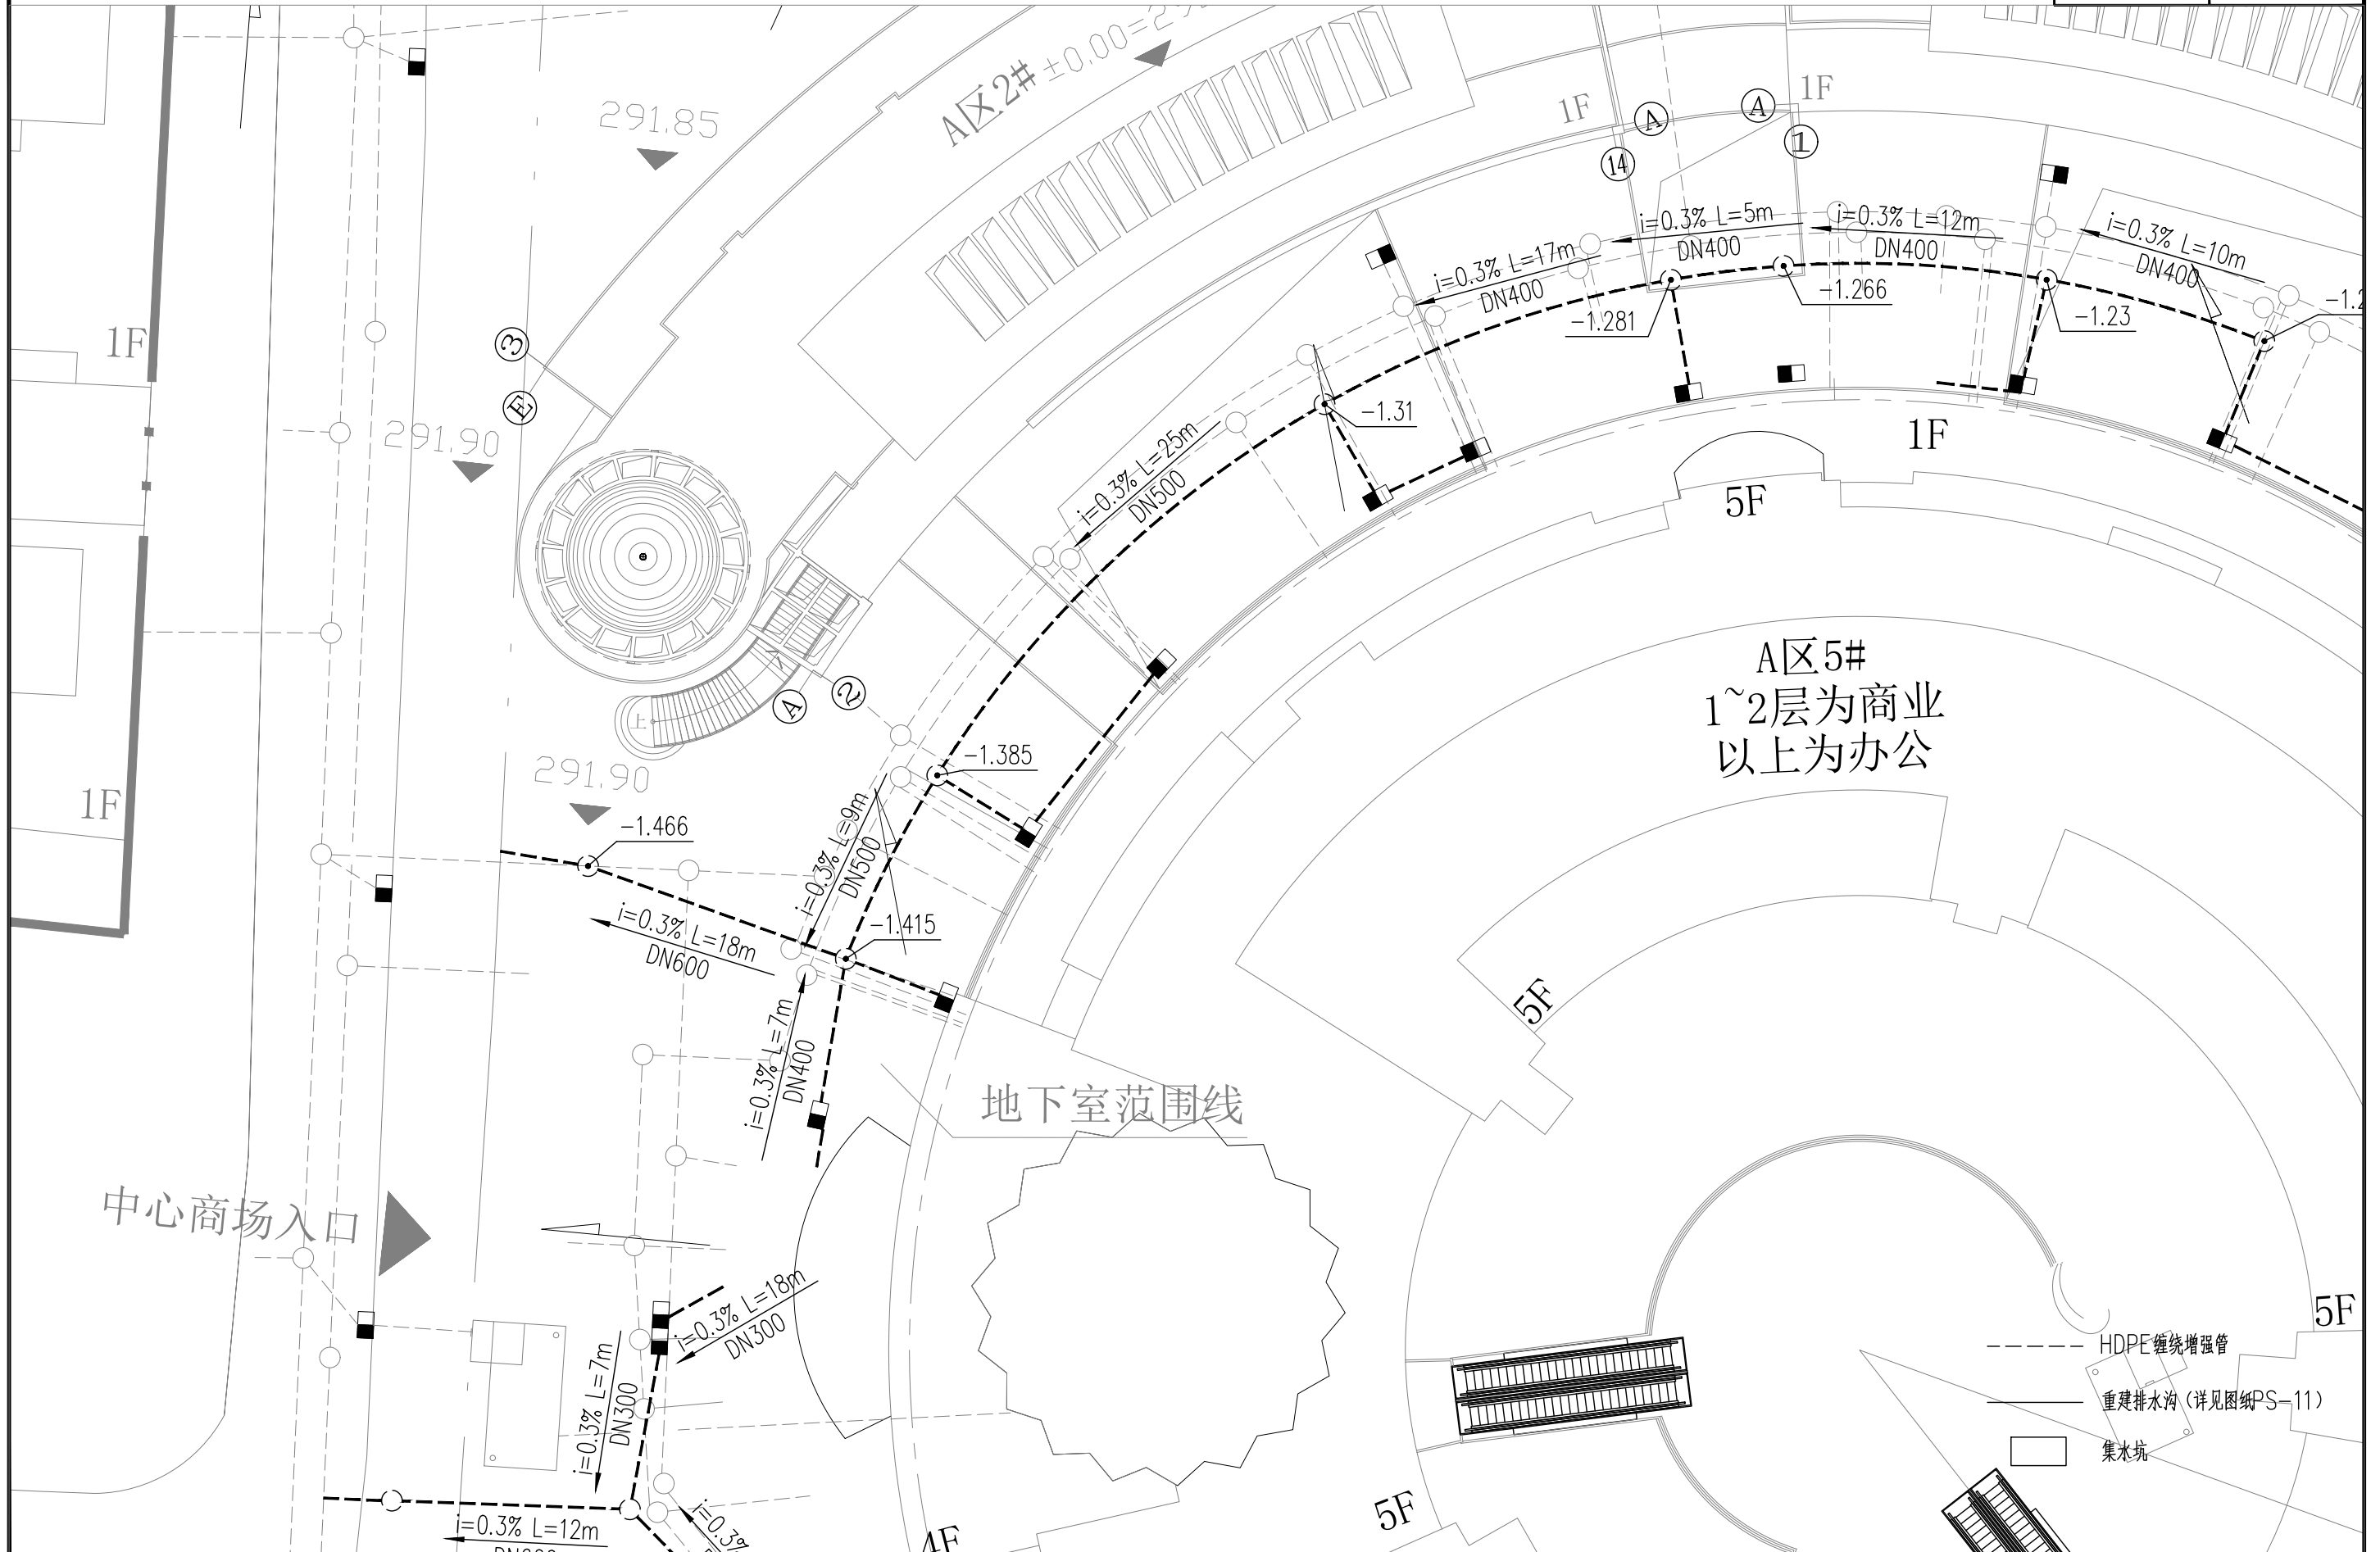 A区2# ±0.00=2
291.85
1F
1F
A
A
14
1
i=0.3% L=5m
DN400
i=0.3% L=12m
DN400
i=0.3% L=10m
DN400
i=0.3% L=17m
DN400
-1.266
-1.281
-1.23
-1.2
1F
3
E
291.90
-1.31
1F
5F
i=0.3% L=25m
DN500
A区5#
1~2层为商业
以上为办公
上
A
2
-1.385
291.90
1F
-1.466
i=0.3% L=9m
DN500
-1.415
i=0.3% L=18m
DN600
5F
i=0.3% L=7m
DN400
地下室范围线
中心商场入口
i=0.3% L=18m
DN300
5F
HDPE缠绕增强管
重建排水沟（详见图纸PS-11）
集水坑
i=0.3% L=7m
DN300
5F
i=0.3% L=12m
i=0.3%
4F